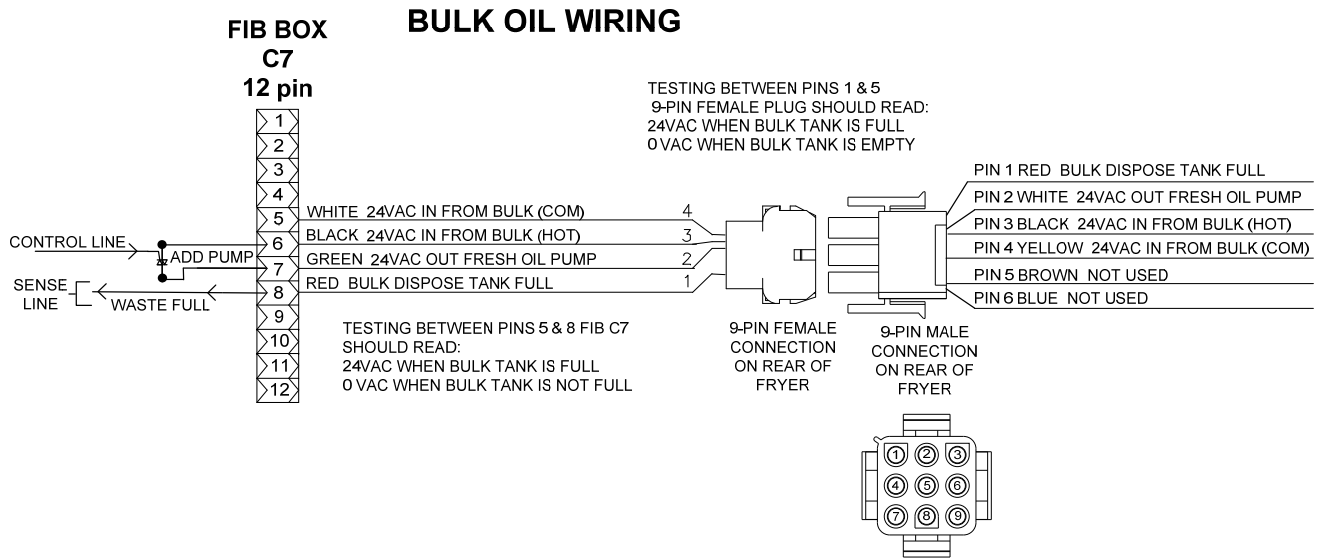 BULK OIL WIRING
FIB BOX
C7
12 pin
1
2
3
4
5
6
7
8
9
10
11
12
CONTROL LINE
ADD PUMP
SENSE
LINE
WASTE FULL
WHITE 24VAC IN FROM BULK (COM) 4
BLACK 24VAC IN FROM BULK (HOT) 3
GREEN 24VAC OUT FRESH OIL PUMP 2
RED BULK DISPOSE TANK FULL 1
TESTING BETWEEN PINS 5 & 8 FIB C7
SHOULD READ:
24VAC WHEN BULK TANK IS FULL
0 VAC WHEN BULK TANK IS NOT FULL
TESTING BETWEEN PINS 1 & 5
9-PIN FEMALE PLUG SHOULD READ:
24VAC WHEN BULK TANK IS FULL
0 VAC WHEN BULK TANK IS EMPTY
9-PIN FEMALE
CONNECTION
ON REAR OF
FRYER
9-PIN MALE
CONNECTION
ON REAR OF
FRYER
PIN 1 RED BULK DISPOSE TANK FULL
PIN 2 WHITE 24VAC OUT FRESH OIL PUMP
PIN 3 BLACK 24VAC IN FROM BULK (HOT)
PIN 4 YELLOW 24VAC IN FROM BULK (COM)
PIN 5 BROWN NOT USED
PIN 6 BLUE NOT USED
1 2 3
4 5 6
7 8 9